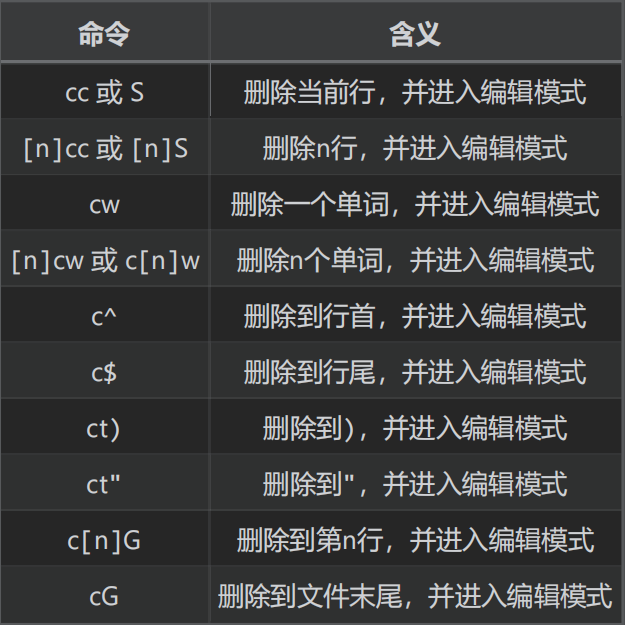 命令 含义
cc 或 S 删除当前行，并进入编辑模式
[n]cc 或 [n]S 删除n行，并进入编辑模式
cw 删除一个单词，并进入编辑模式
[n]cw 或 c[n]w 删除n个单词，并进入编辑模式
c^ 删除到行首，并进入编辑模式
c$ 删除到行尾，并进入编辑模式
ct) 删除到)，并进入编辑模式
ct" 删除到"，并进入编辑模式
c[n]G 删除到第n行，并进入编辑模式
cG 删除到文件末尾，并进入编辑模式